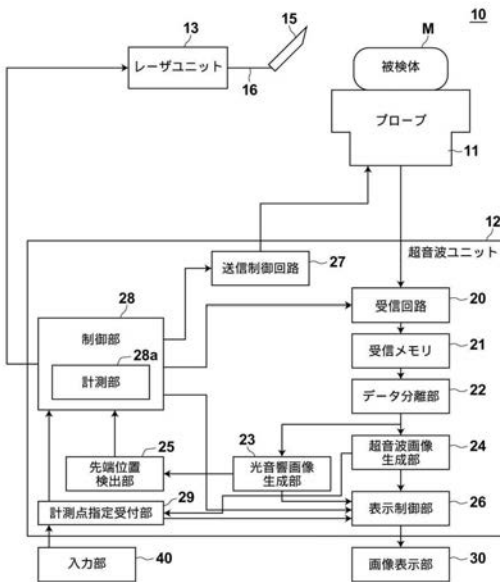 10
13
15
レーザユニット
16
M
被検体
プローブ
11
12
超音波ユニット
送信制御回路
27
28
制御部
28a
計測部
受信回路
20
受信メモリ
21
データ分離部
22
25
先端位置
検出部
23
光音響画像
生成部
超音波画像
生成部
24
29
計測点指定受付部
表示制御部
26
入力部
40
画像表示部
30